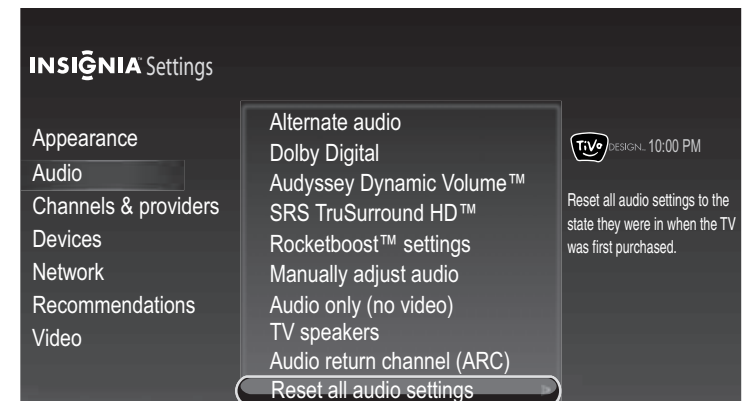 INSIGNIA™ Settings
Appearance
Audio
Channels & providers
Devices
Network
Recommendations
Video
Alternate audio
Dolby Digital
Audyssey Dynamic Volume™
SRS TruSurround HD™
Rocketboost™ settings
Manually adjust audio
Audio only (no video)
TV speakers
Audio return channel (ARC)
Reset all audio settings
TiVo DESIGN™ 10:00 PM
Reset all audio settings to the
state they were in when the TV
was first purchased.